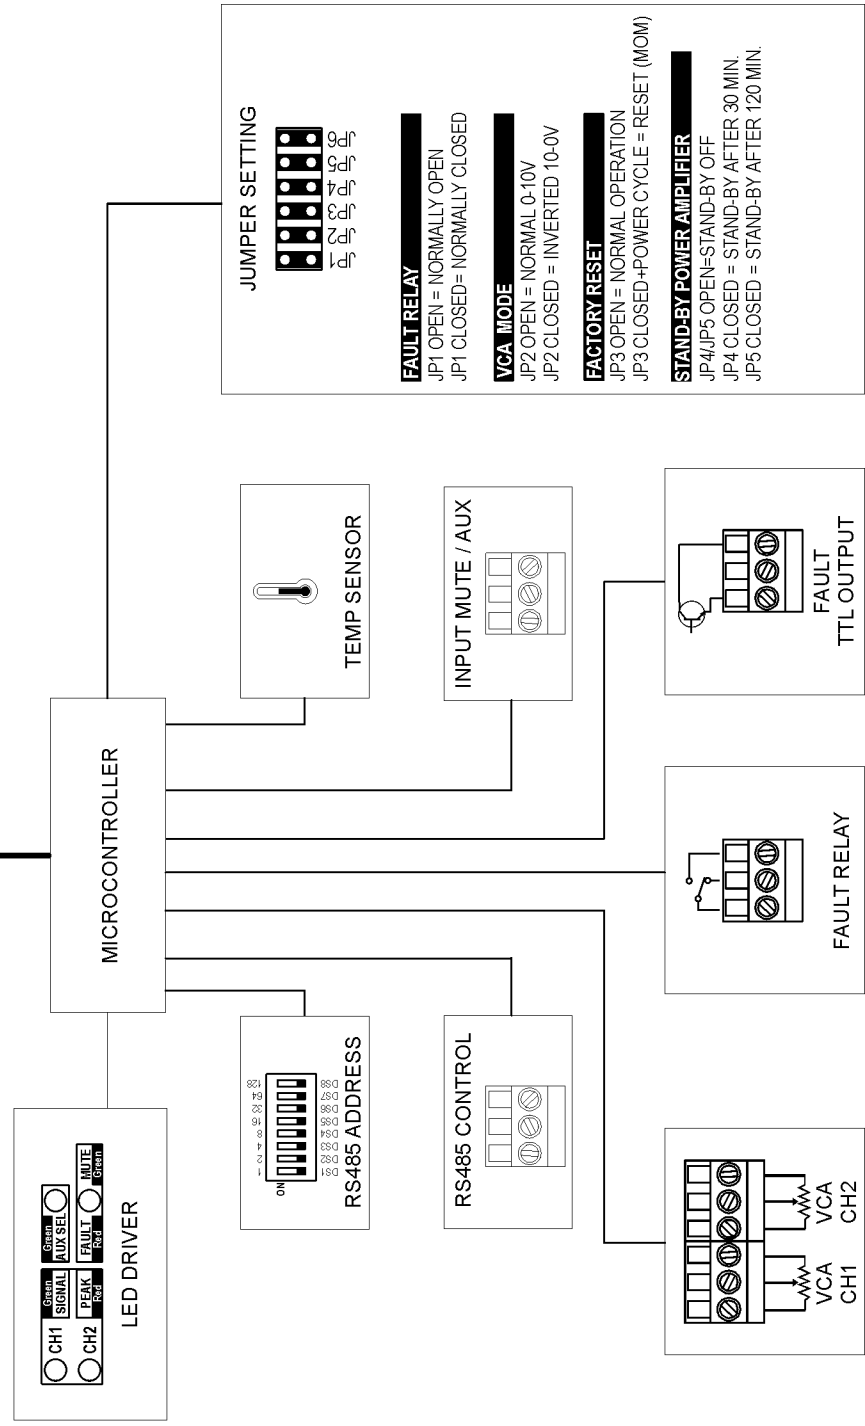 JUMPER SETTING
JP1
JP2
JP3
JP4
JP5
JP6
FAULT RELAY
JP1 OPEN = NORMALLY OPEN
JP1 CLOSED= NORMALLY CLOSED
VCA MODE
JP2 OPEN = NORMAL 0-10V
JP2 CLOSED = INVERTED 10-0V
FACTORY RESET
JP3 OPEN = NORMAL OPERATION
JP3 CLOSED+POWER CYCLE = RESET (MOM)
STAND-BY POWER AMPLIFIER
JP4/JP5 OPEN=STAND-BY OFF
JP4 CLOSED = STAND-BY AFTER 30 MIN.
JP5 CLOSED = STAND-BY AFTER 120 MIN.
MICROCONTROLLER
TEMP SENSOR
INPUT MUTE / AUX
FAULT
TTL OUTPUT
FAULT RELAY
Green
Green
CH1
SIGNAL
AUX SEL
CH2
PEAK
FAULT
MUTE
Red
Red
Green
LED DRIVER
1
2
4
8
16
32
64
128
ON
DS1
DS2
DS3
DS4
DS5
DS6
DS7
DS8
RS485 ADDRESS
RS485 CONTROL
VCA
CH1
VCA
CH2